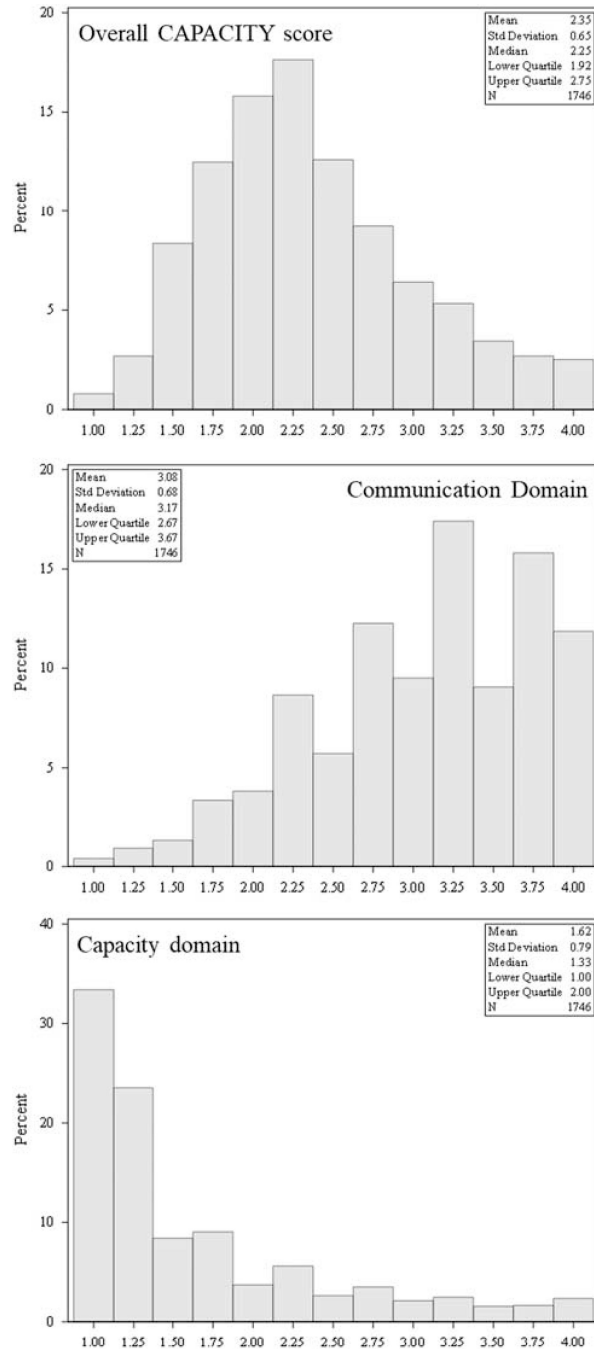 Overall CAPACITY score
Mean 2.35
Std Deviation 0.65
Median 2.25
Lower Quartile 1.92
Upper Quartile 2.75
N 1746
20
15
10
5
0
Percent
1.00 1.25 1.50 1.75 2.00 2.25 2.50 2.75 3.00 3.25 3.50 3.75 4.00
Mean 3.08
Std Deviation 0.68
Median 3.17
Lower Quartile 2.67
Upper Quartile 3.67
N 1746
Communication Domain
20
15
10
5
0
Percent
1.00 1.25 1.50 1.75 2.00 2.25 2.50 2.75 3.00 3.25 3.50 3.75 4.00
Capacity domain
Mean 1.62
Std Deviation 0.79
Median 1.33
Lower Quartile 1.00
Upper Quartile 2.00
N 1746
40
30
20
10
0
Percent
1.00 1.25 1.50 1.75 2.00 2.25 2.50 2.75 3.00 3.25 3.50 3.75 4.00